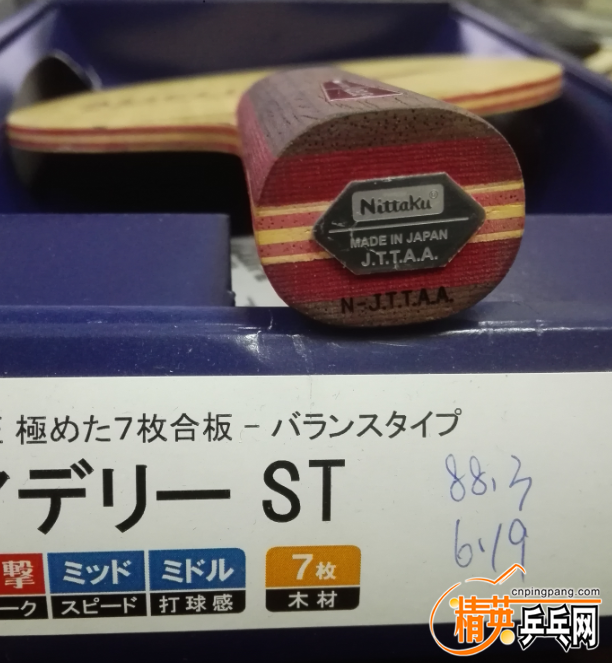 Nittaku®
MADE IN JAPAN
J.T.T.A.A.
N-J.T.T.A.A.
極めた7枚合板－バランスタイプ
デリー ST
88.3
6.19
撃 ミッド ミドル 7枚
ーク スピード 打球感 木材
cnpingpang.com
精英乒乓网